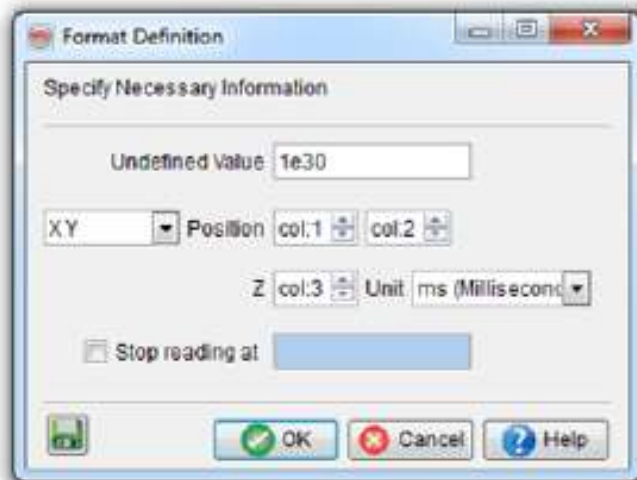 Format Definition
Specify Necessary Information
Undefined Value 1e30
X Y Position col:1 col:2
Z col:3 Unit ms (Millisecond
Stop reading at
OK Cancel Help